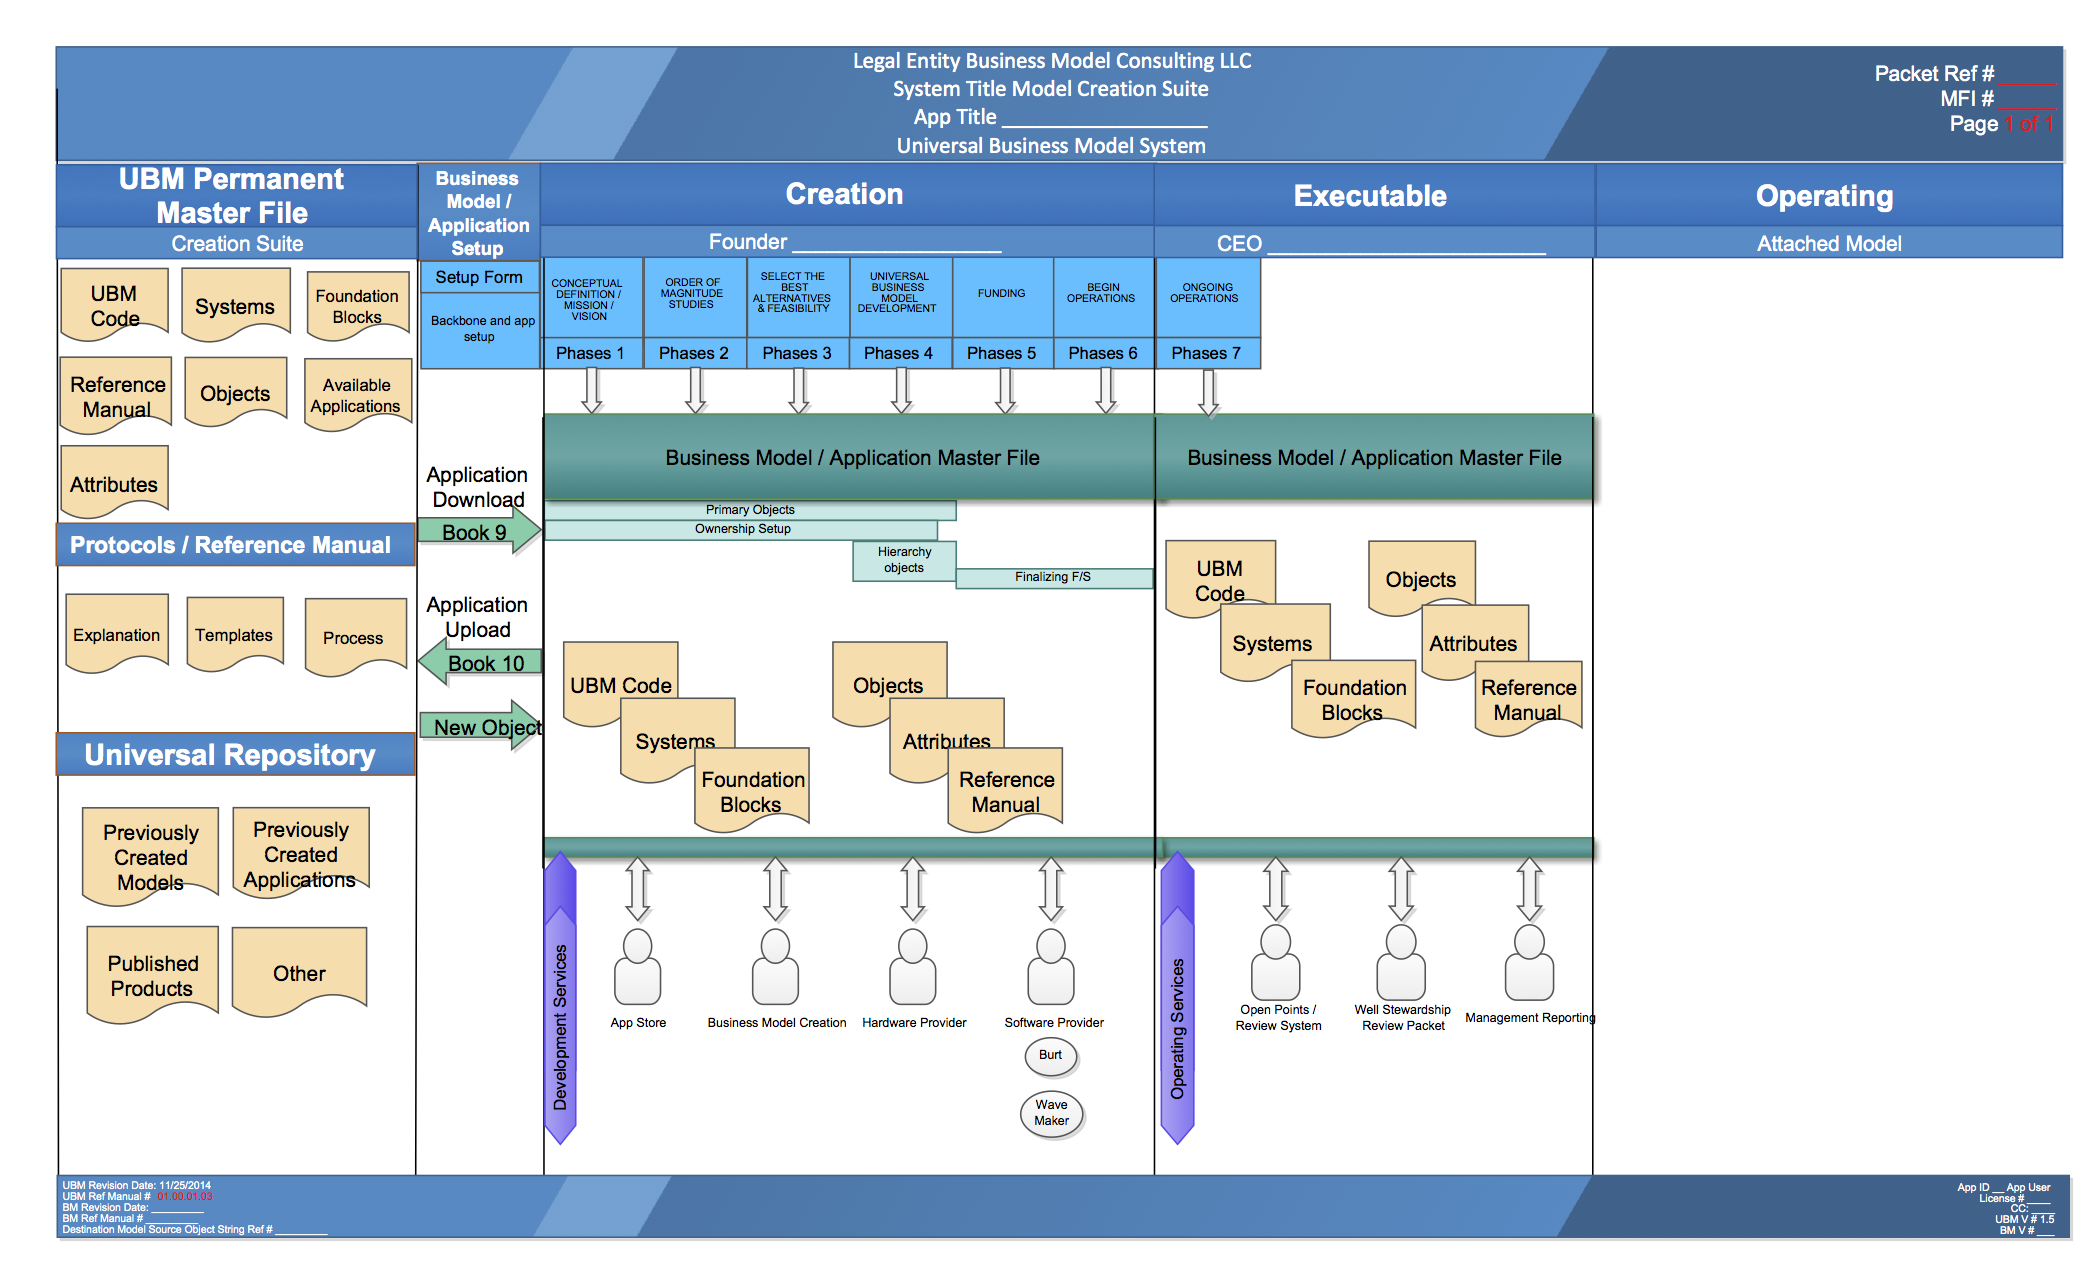 Legal Entity Business Model Consulting LLC
System Title Model Creation Suite
App Title ___________________
Universal Business Model System
Packet Ref # _____
MFI # _____
Page 1 of 1
UBM Permanent
Master File
Creation Suite
Business
Model /
Application
Setup
Creation
Founder ___________________
Executable
CEO _________________________
Operating
Attached Model
UBM
Code
Systems
Foundation
Blocks
Reference
Manual
Objects
Available
Applications
Attributes
Protocols / Reference Manual
Explanation
Templates
Process
Universal Repository
Previously
Created
Models
Previously
Created
Applications
Published
Products
Other
Setup Form
Backbone and app
setup
Application
Download
Book 9
Application
Upload
Book 10
New Object
CONCEPTUAL
DEFINITION /
MISSION /
VISION
Phases 1
ORDER OF
MAGNITUDE
STUDIES
Phases 2
SELECT THE
BEST
ALTERNATIVES
& FEASIBILITY
Phases 3
UNIVERSAL
BUSINESS
MODEL
DEVELOPMENT
Phases 4
FUNDING
Phases 5
BEGIN
OPERATIONS
Phases 6
ONGOING
OPERATIONS
Phases 7
Business Model / Application Master File
Business Model / Application Master File
Primary Objects
Ownership Setup
Hierarchy
objects
Finalizing F/S
UBM Code
Systems
Foundation
Blocks
Objects
Attributes
Reference
Manual
UBM
Code
Systems
Foundation
Blocks
Objects
Attributes
Reference
Manual
Development Services
App Store
Business Model Creation
Hardware Provider
Software Provider
Burt
Wave
Maker
Operating Services
Open Points /
Review System
Well Stewardship
Review Packet
Management Reporting
UBM Revision Date: 11/25/2014
UBM Ref Manual # 01.00.01.03
BM Revision Date: _________
BM Ref Manual # _________
Destination Model Source Object String Ref # _________
App ID __ App User
License # ____
CC: ____
UBM V # 1.5
BM V # ___